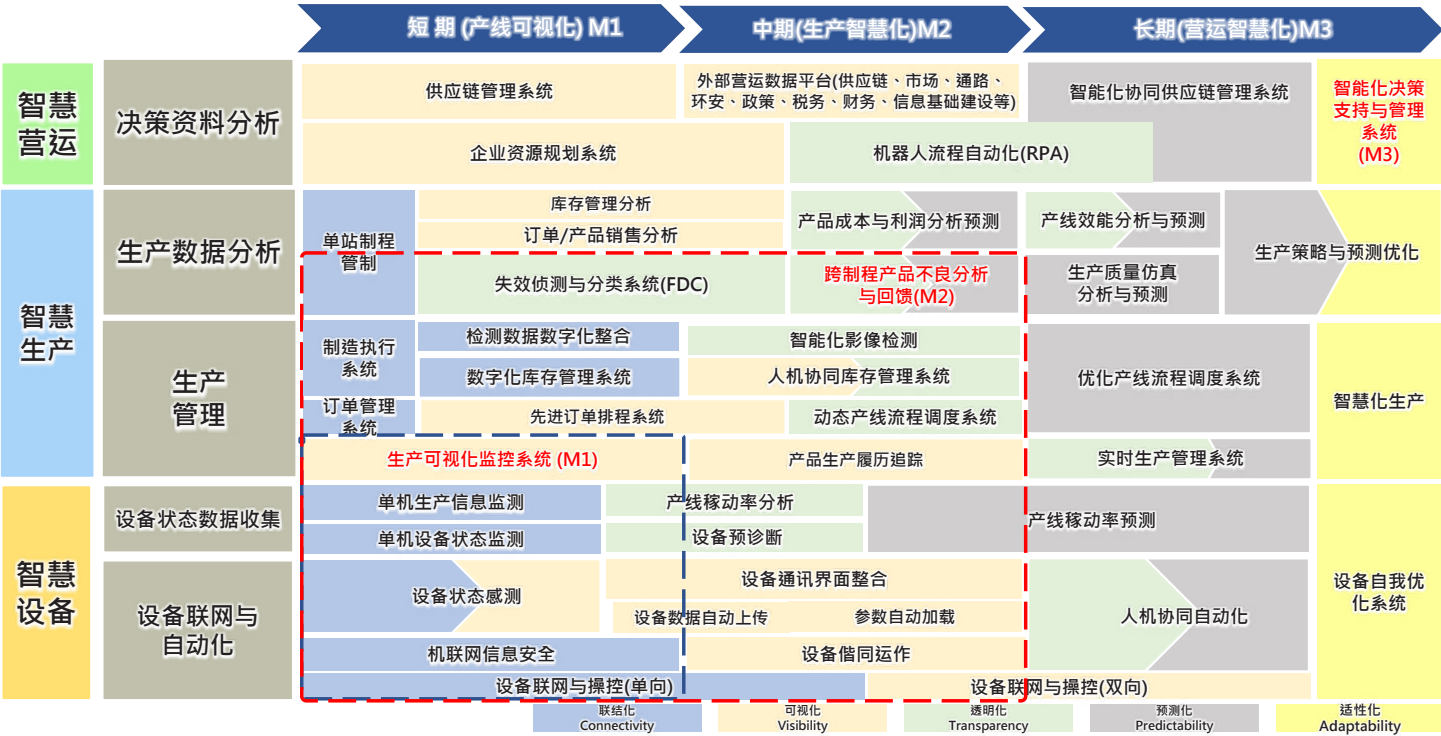 短 期 (产线可视化) M1
中期(生产智慧化)M2
长期(营运智慧化)M3
智慧
营运
决策资料分析
供应链管理系统
外部营运数据平台(供应链、市场、通路、
环安、政策、税务、财务、信息基础建设等)
智能化协同供应链管理系统
智能化决策
支持与管理
系统
(M3)
企业资源规划系统
机器人流程自动化(RPA)
智慧
生产
生产数据分析
单站制程
管制
库存管理分析
订单/产品销售分析
产品成本与利润分析预测
产线效能分析与预测
生产策略与预测优化
失效侦测与分类系统(FDC)
跨制程产品不良分析
与回馈(M2)
生产质量仿真
分析与预测
生产
管理
制造执行
系统
检测数据数字化整合
智能化影像检测
数字化库存管理系统
人机协同库存管理系统
优化产线流程调度系统
智慧化生产
订单管理
系统
先进订单排程系统
动态产线流程调度系统
生产可视化监控系统 (M1)
产品生产履历追踪
实时生产管理系统
智慧
设备
设备状态数据收集
单机生产信息监测
产线稼动率分析
产线稼动率预测
单机设备状态监测
设备预诊断
设备自我优
化系统
设备联网与
自动化
设备状态感测
设备通讯界面整合
设备数据自动上传
参数自动加载
人机协同自动化
机联网信息安全
设备偕同运作
设备联网与操控(单向)
设备联网与操控(双向)
联结化
Connectivity
可视化
Visibility
透明化
Transparency
预测化
Predictability
适性化
Adaptability